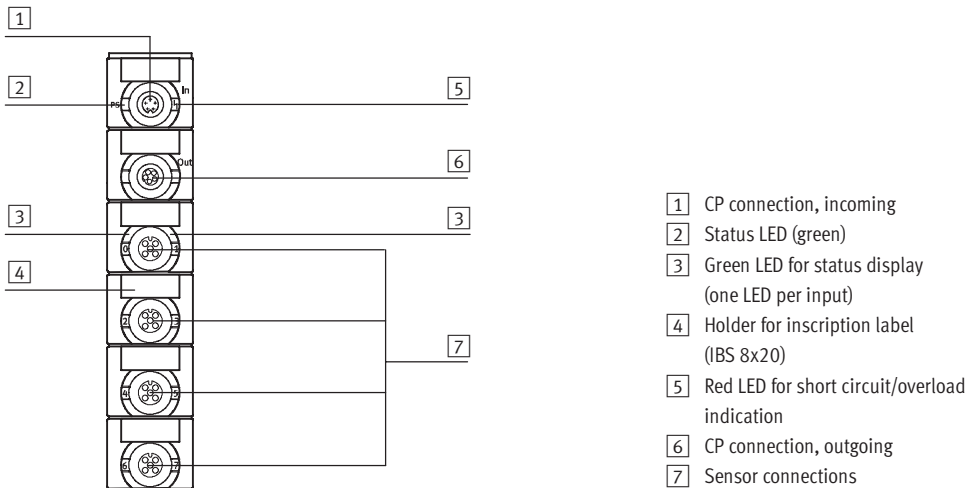 1
2
5
PS
In
Out
6
3
3
0
1
4
2
3
4
5
6
7
7
1 CP connection, incoming
2 Status LED (green)
3 Green LED for status display
(one LED per input)
4 Holder for inscription label
(IBS 8x20)
5 Red LED for short circuit/overload
indication
6 CP connection, outgoing
7 Sensor connections